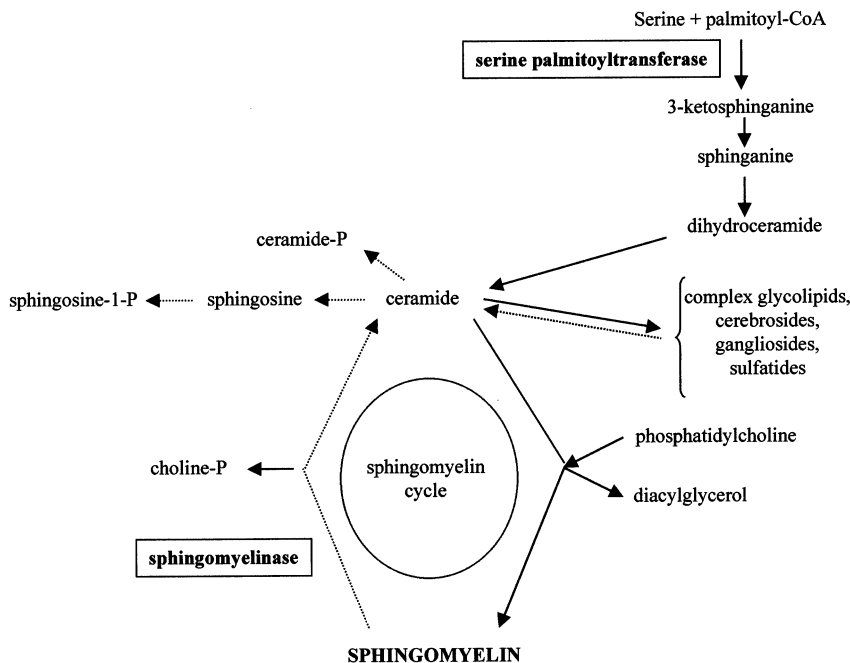 Serine + palmitoyl-CoA
serine palmitoyltransferase
3-ketosphinganine
sphinganine
dihydroceramide
ceramide-P
sphingosine-1-P
sphingosine
ceramide
complex glycolipids,
cerebrosides,
gangliosides,
sulfatides
phosphatidylcholine
choline-P
sphingomyelin
cycle
diacylglycerol
sphingomyelinase
SPHINGOMYELIN